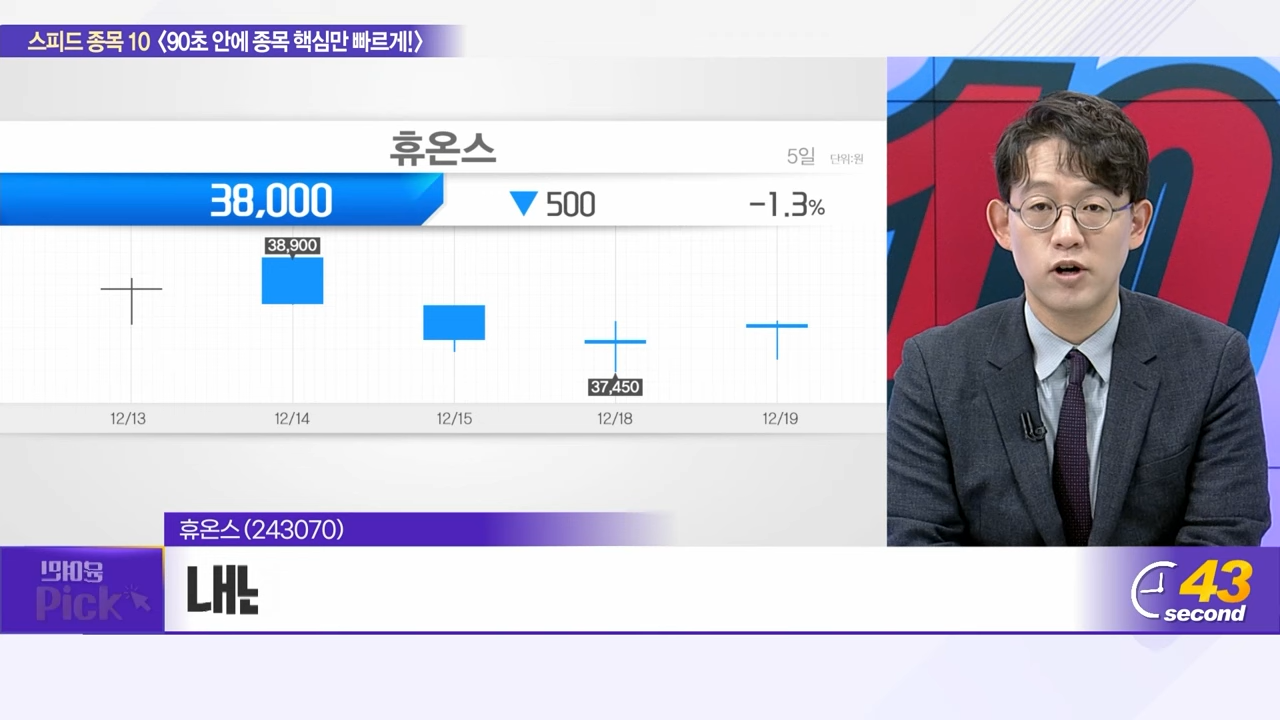 스피드 종목 10 〈90초 안에 종목 핵심만 빠르게!〉
휴온스
5일 단위:원
38,000 ▼ 500 -1.3%
38,900
37,450
12/13 12/14 12/15 12/18 12/19
휴온스 (243070)
Pick
내는
43
second